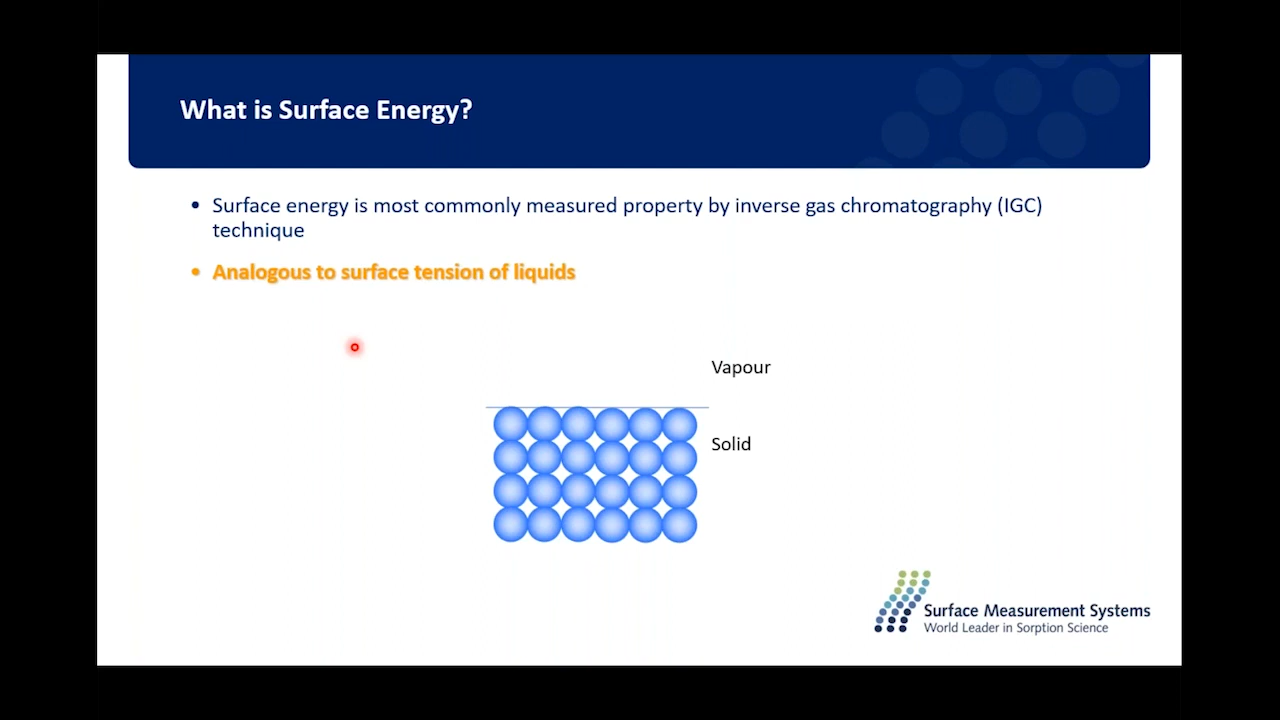 What is Surface Energy?
• Surface energy is most commonly measured property by inverse gas chromatography (IGC)
technique
• Analogous to surface tension of liquids
Vapour
Solid
Surface Measurement Systems
World Leader in Sorption Science